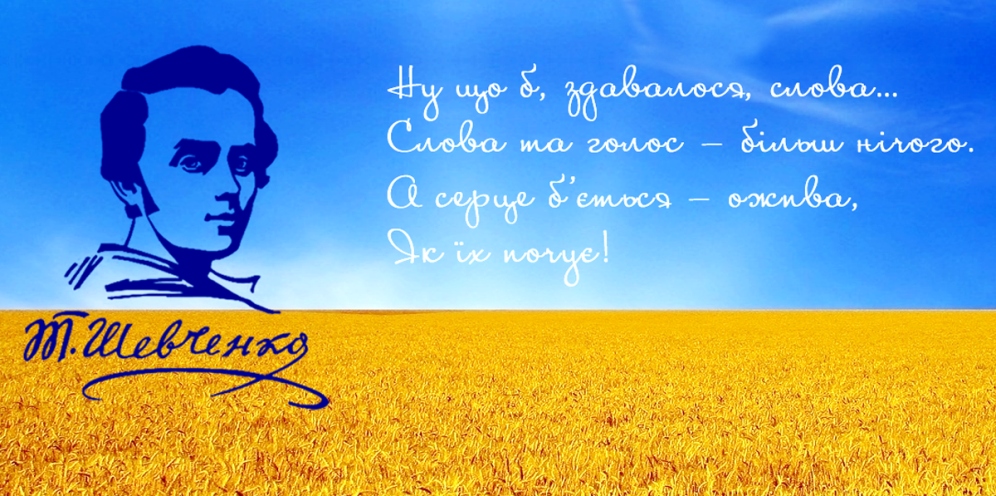 Ну що б, здавалося, слова...
Слова та голос – більш нічого.
А серце б'ється – ожива,
Як їх почує!
Т. Шевченко